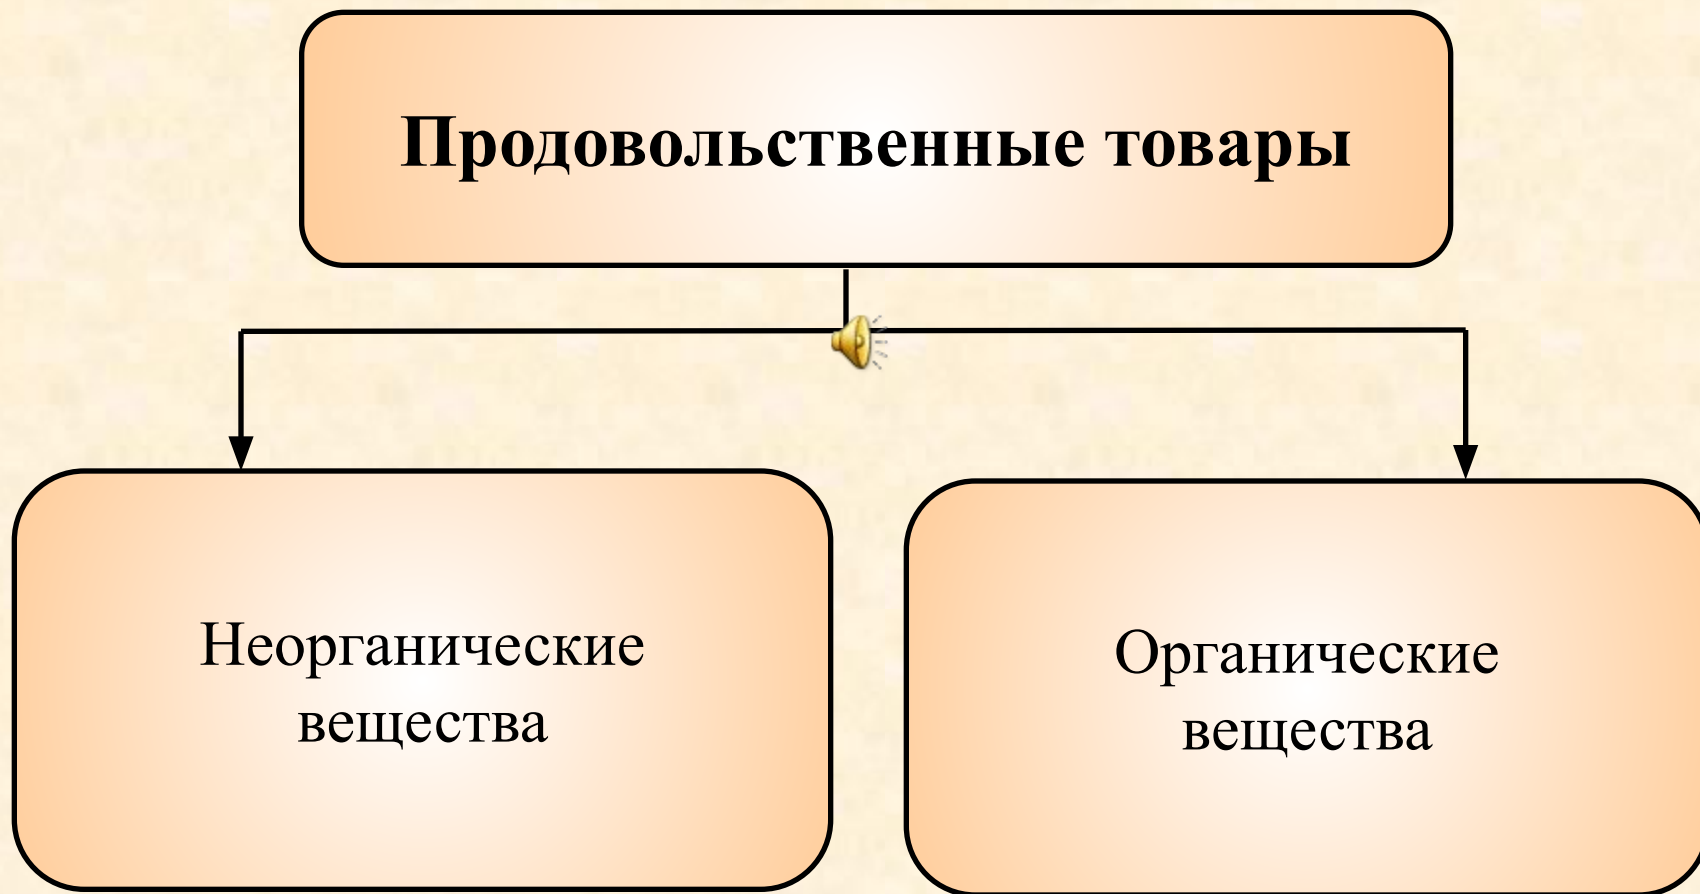 Продовольственные товары
Неорганические
вещества
Органические
вещества